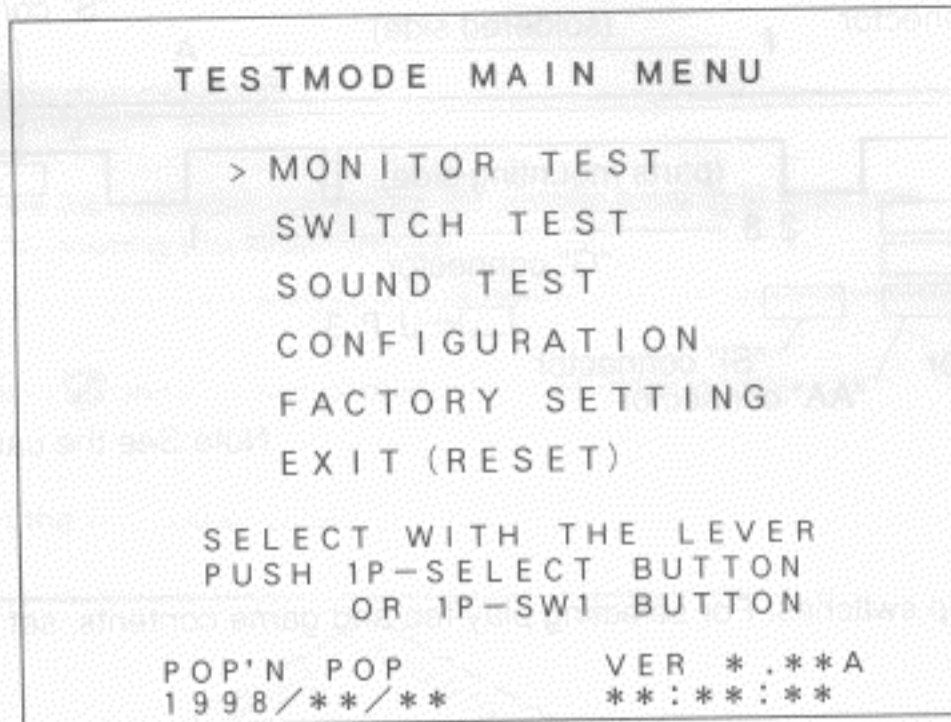 TESTMODE MAIN MENU
> MONITOR TEST
SWITCH TEST
SOUND TEST
CONFIGURATION
FACTORY SETTING
EXIT (RESET)
SELECT WITH THE LEVER
PUSH 1P-SELECT BUTTON
OR 1P-SW1 BUTTON
POP'N POP VER *.**A
1998/**/** **:**:**